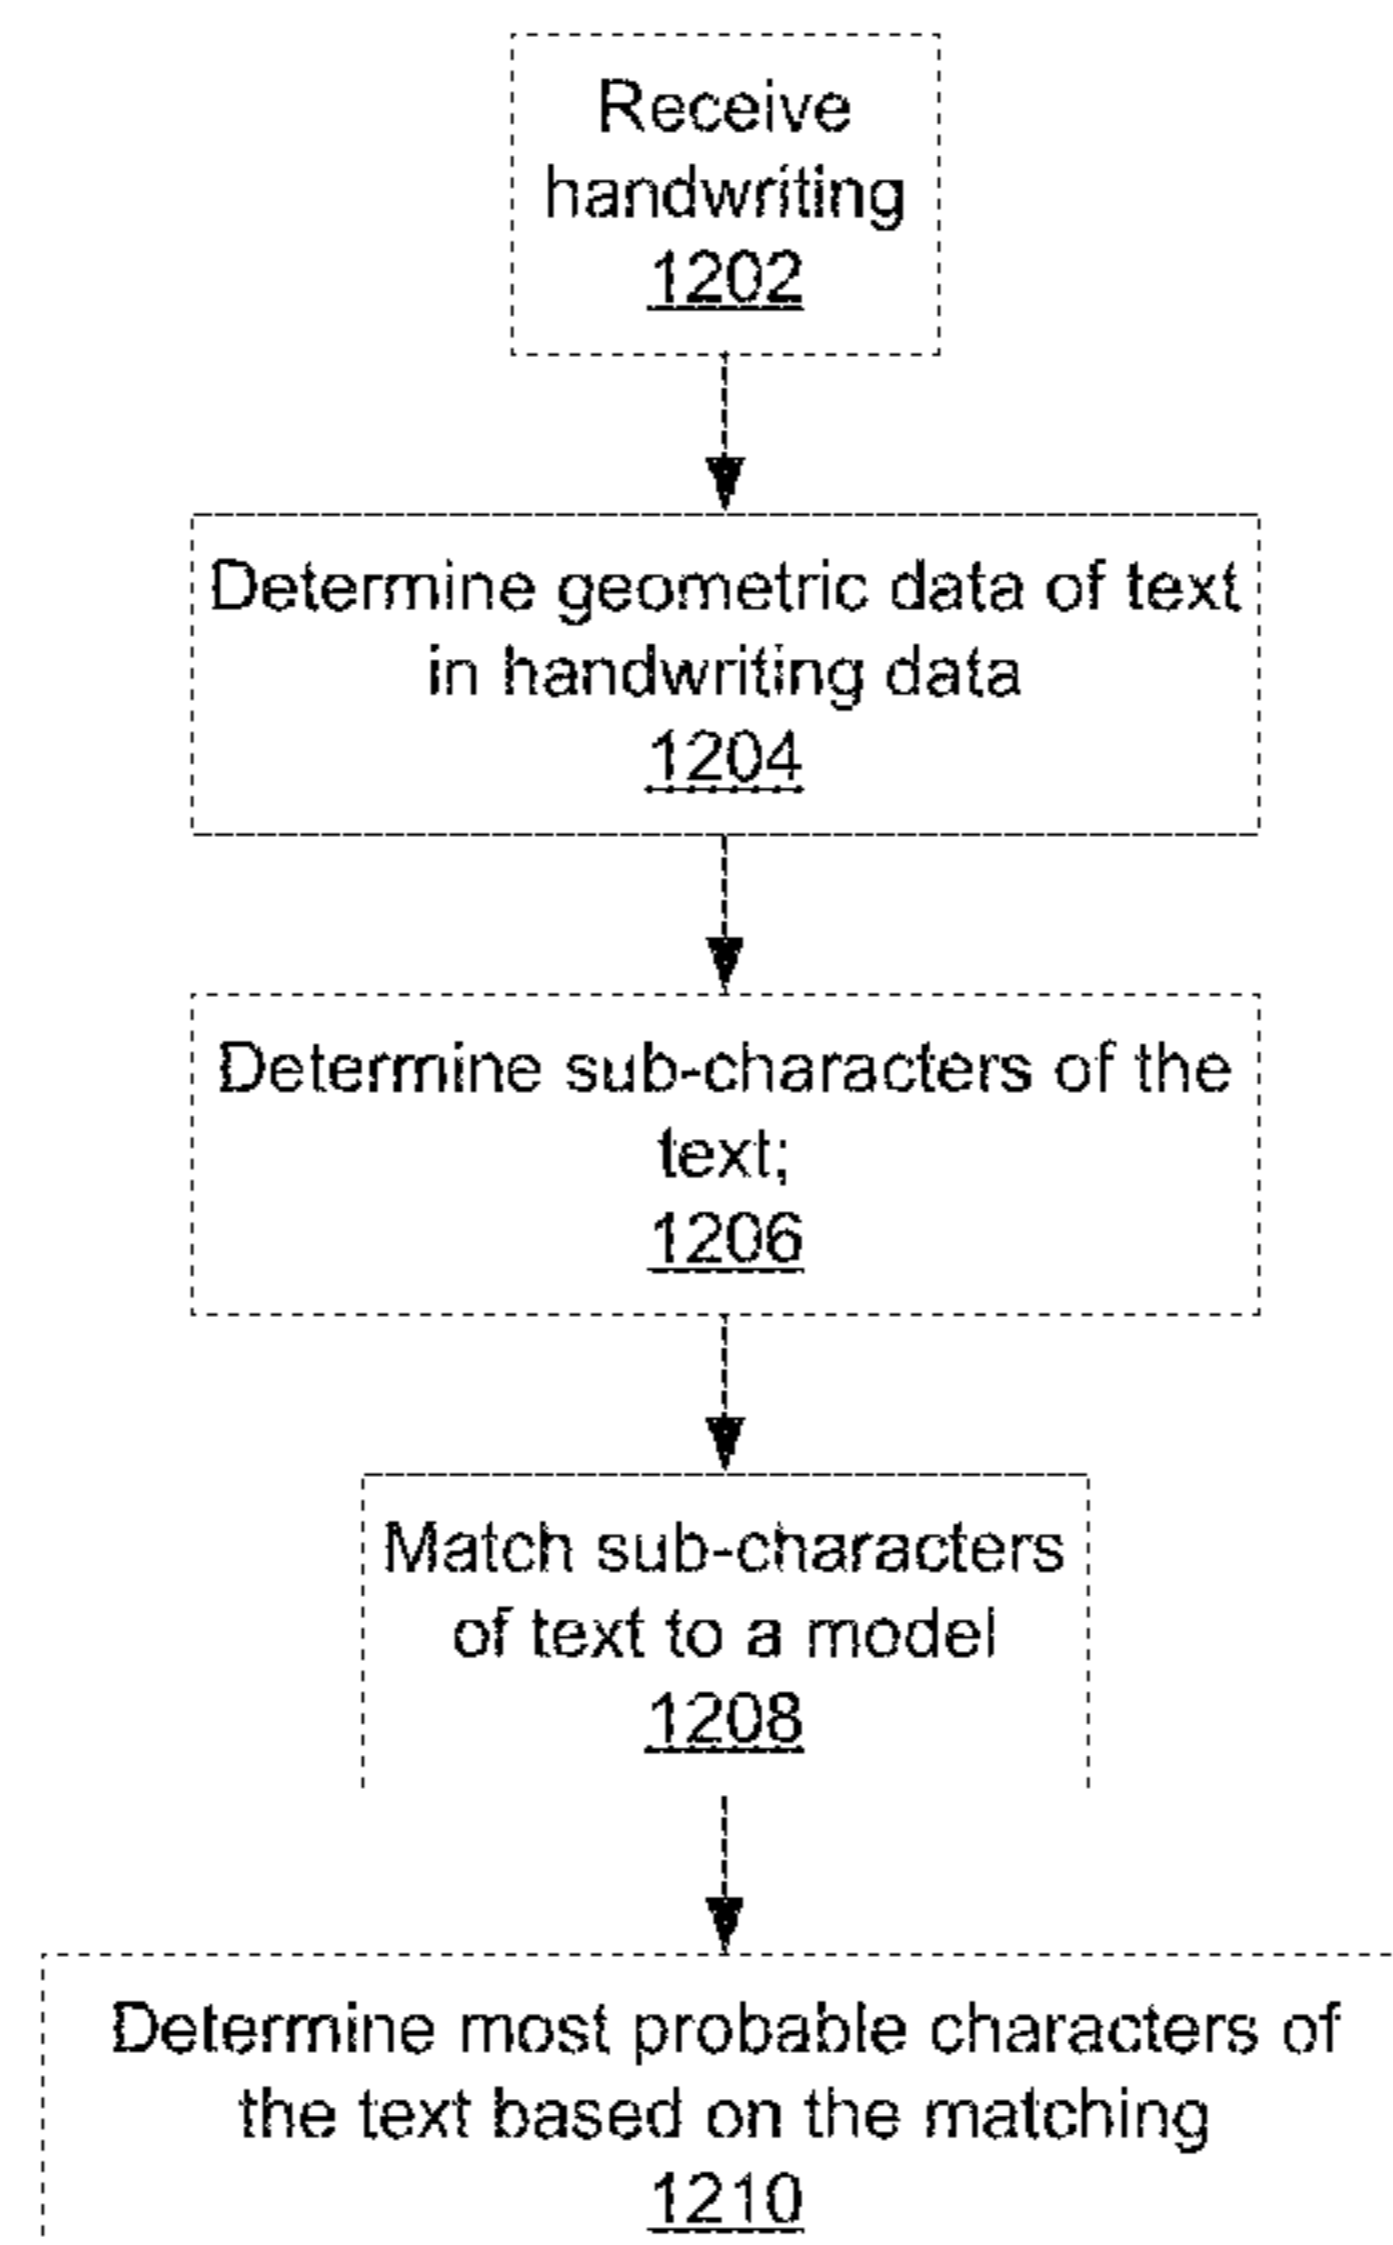 Receive
handwriting
1202
Determine geometric data of text
in handwriting data
1204
Determine sub-characters of the
text;
1206
Match sub-characters
of text to a model
1208
Determine most probable characters of
the text based on the matching
1210